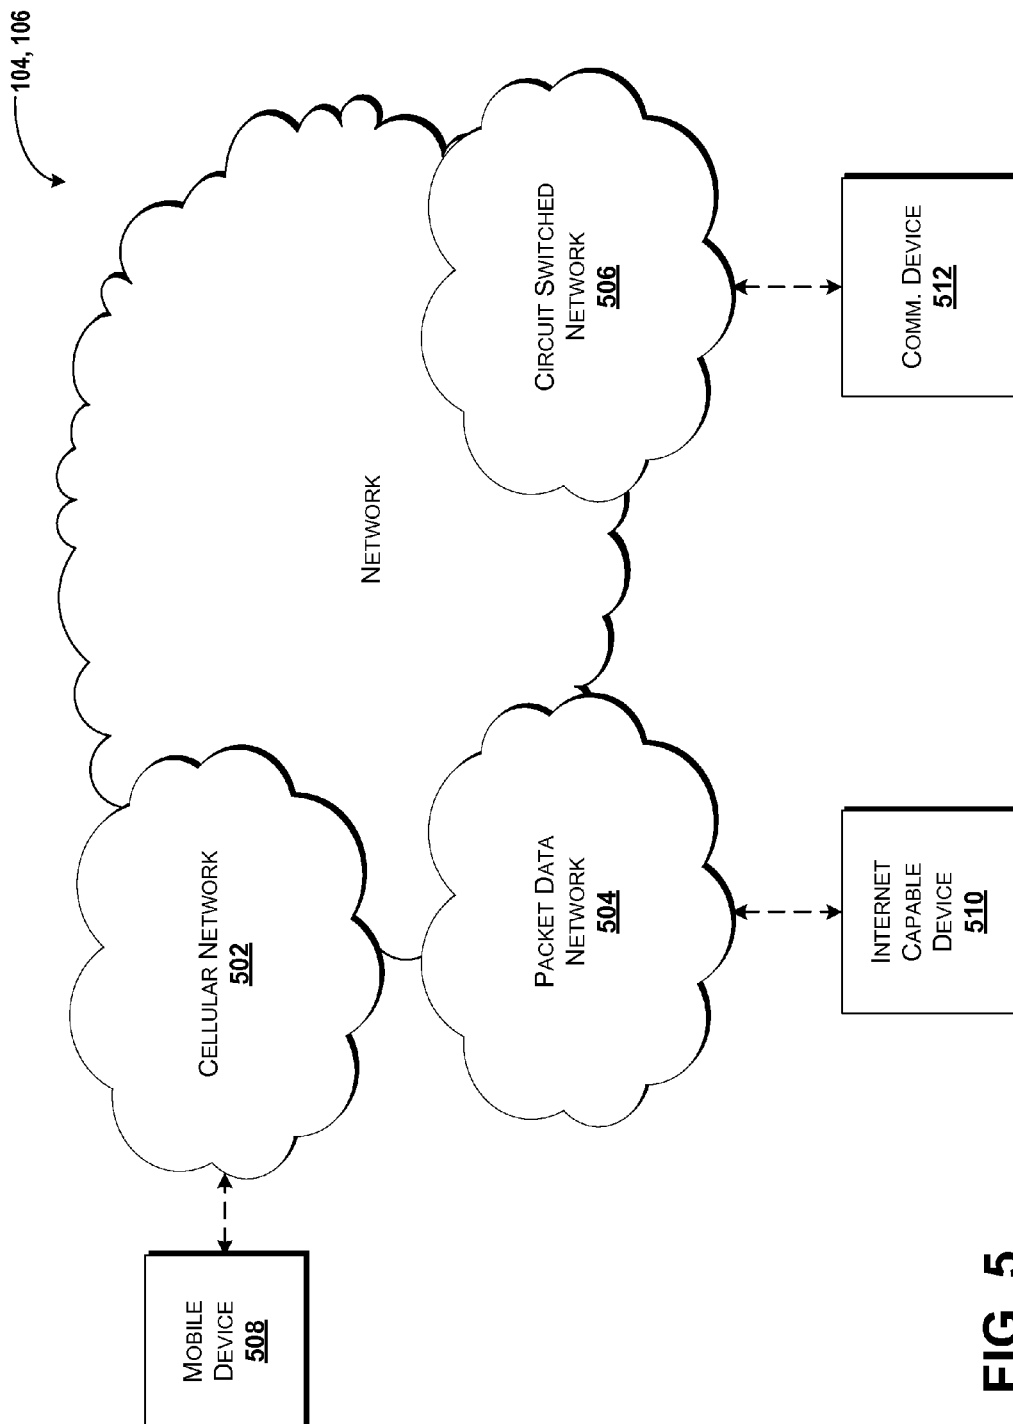 104, 106
MOBILE
DEVICE
508
CELLULAR NETWORK
502
NETWORK
PACKET DATA
NETWORK
504
CIRCUIT SWITCHED
NETWORK
506
INTERNET
CAPABLE
DEVICE
510
COMM. DEVICE
512
FIG. 5